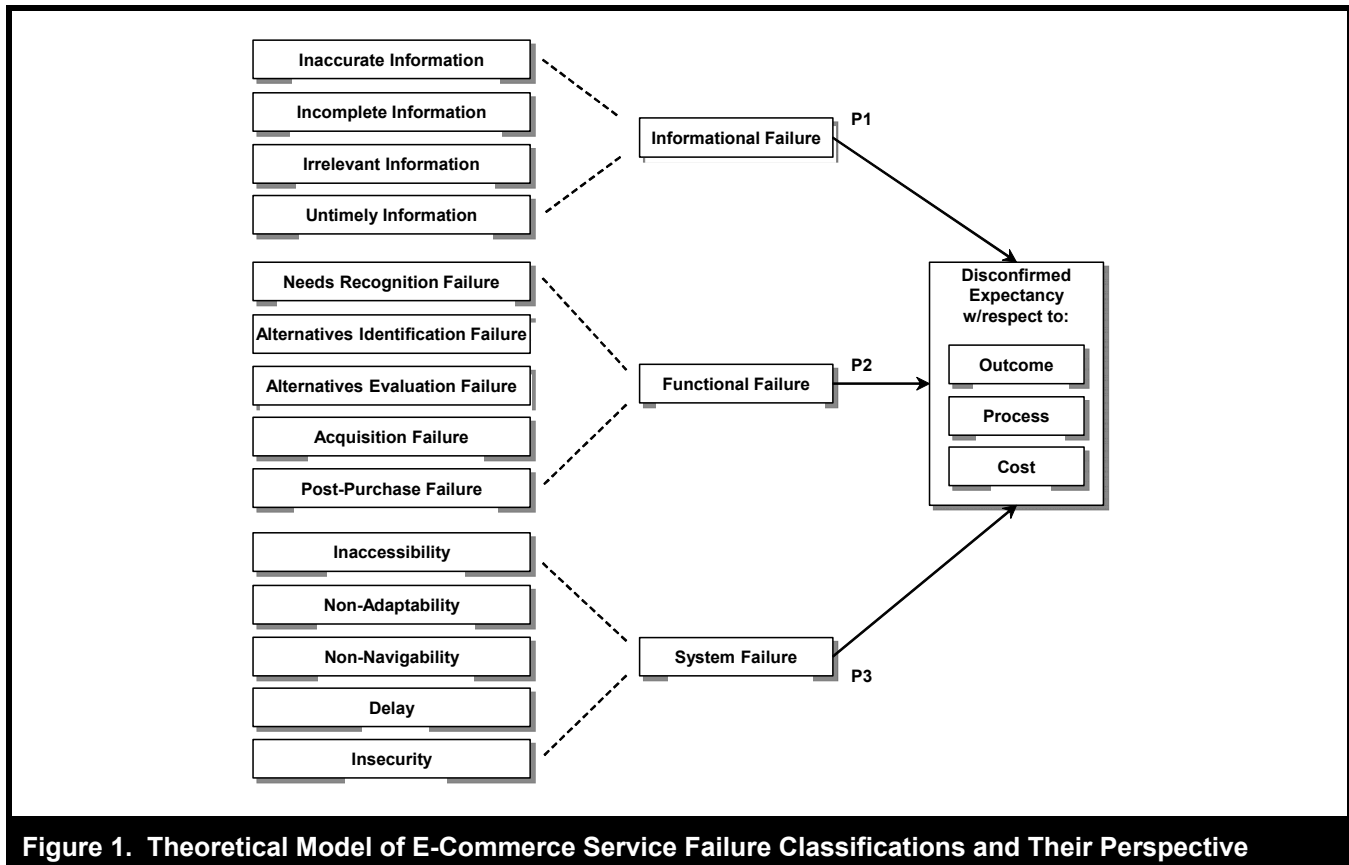 Inaccurate Information
Incomplete Information
Irrelevant Information
Untimely Information
Informational Failure
P1
Needs Recognition Failure
Alternatives Identification Failure
Alternatives Evaluation Failure
Acquisition Failure
Post-Purchase Failure
Functional Failure
P2
Inaccessibility
Non-Adaptability
Non-Navigability
Delay
Insecurity
System Failure
P3
Disconfirmed
Expectancy
w/respect to:
Outcome
Process
Cost
Figure 1. Theoretical Model of E-Commerce Service Failure Classifications and Their Perspective